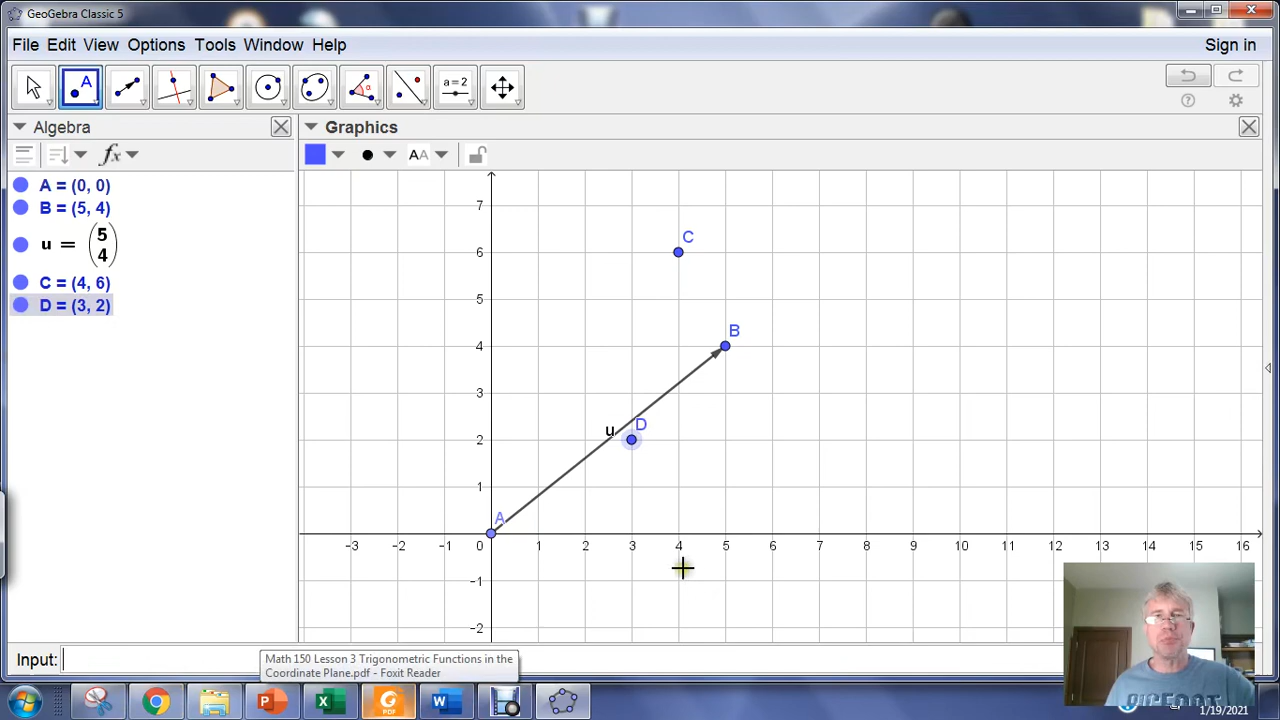 GeoGebra Classic 5
File Edit View Options Tools Window Help Sign in
A α a=2
Algebra Graphics
fx AA
A = (0, 0)
B = (5, 4)
u = (5
4)
C = (4, 6)
D = (3, 2)
7
C
6
5
B
4
3
D
u
2
1
A
-3 -2 -1 0 1 2 3 4 5 6 7 8 9 10 11 12 13 14 15 16
-1
-2
Input:
Math 150 Lesson 3 Trigonometric Functions in the
Coordinate Plane.pdf - Foxit Reader
PDF
BIGFOOT
1/19/2021